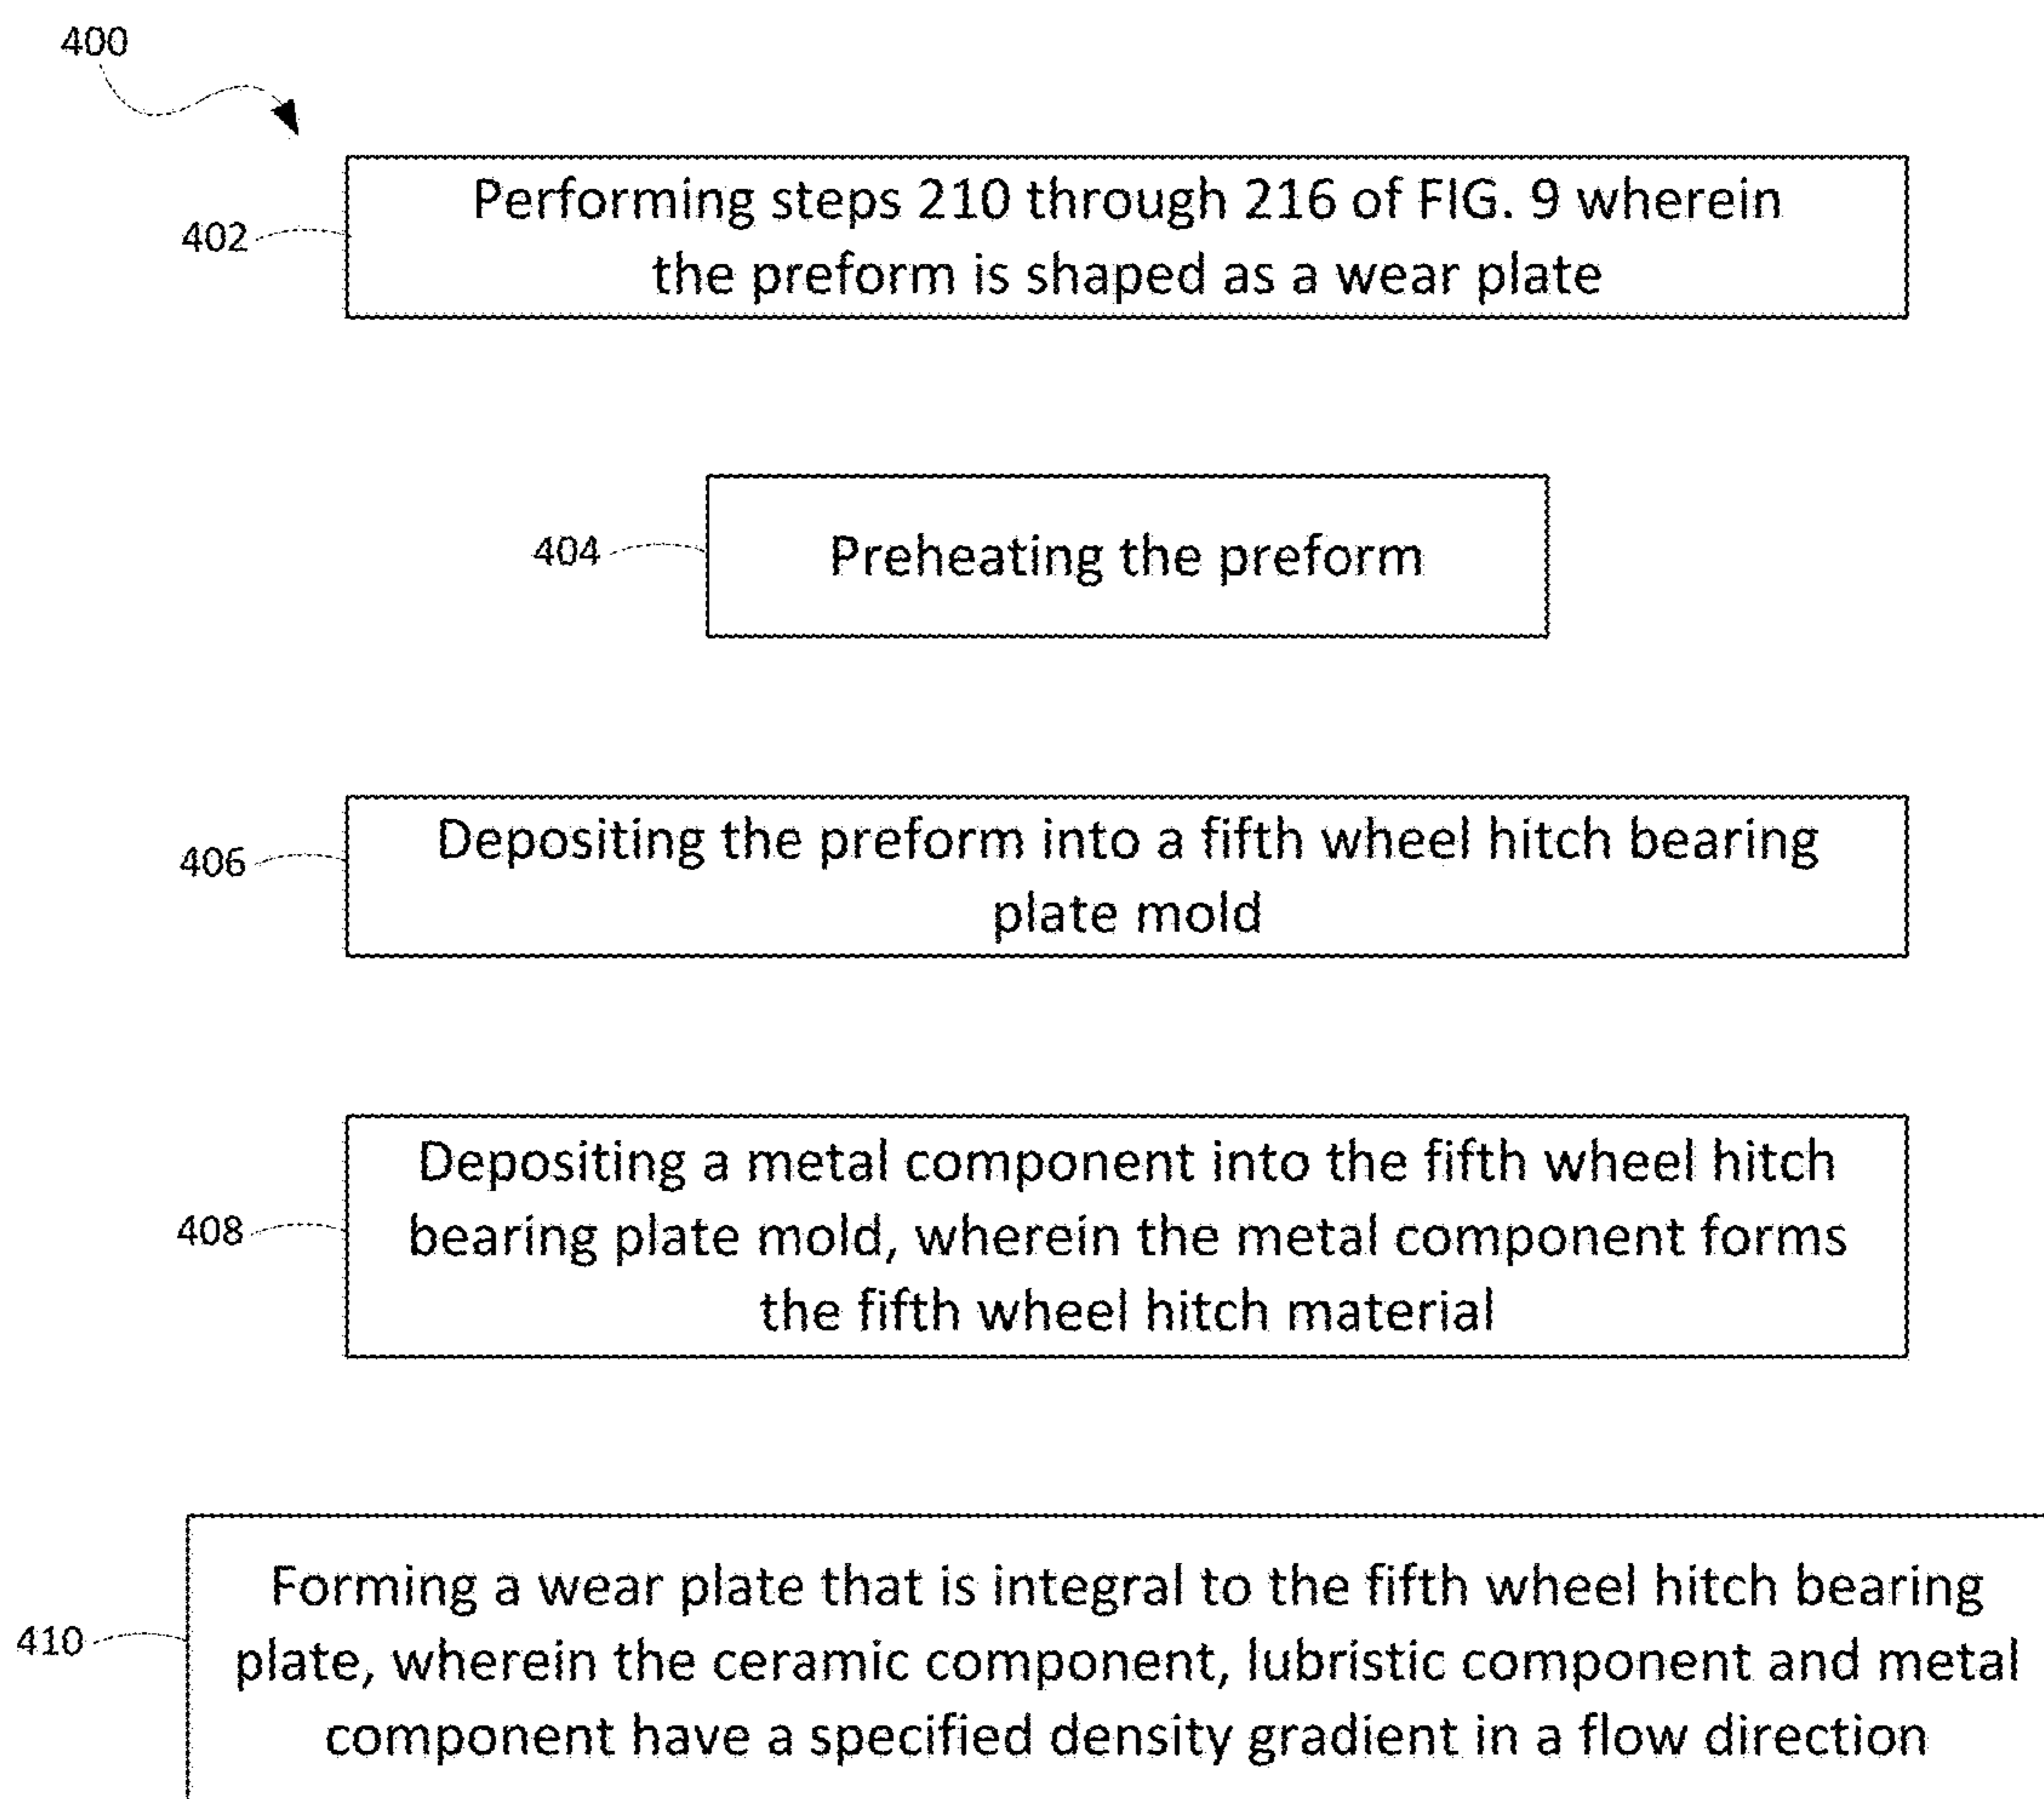 400
402
Performing steps 210 through 216 of FIG. 9 wherein
the preform is shaped as a wear plate
404
Preheating the preform
406
Depositing the preform into a fifth wheel hitch bearing
plate mold
408
Depositing a metal component into the fifth wheel hitch
bearing plate mold, wherein the metal component forms
the fifth wheel hitch material
410
Forming a wear plate that is integral to the fifth wheel hitch bearing
plate, wherein the ceramic component, lubristic component and metal
component have a specified density gradient in a flow direction